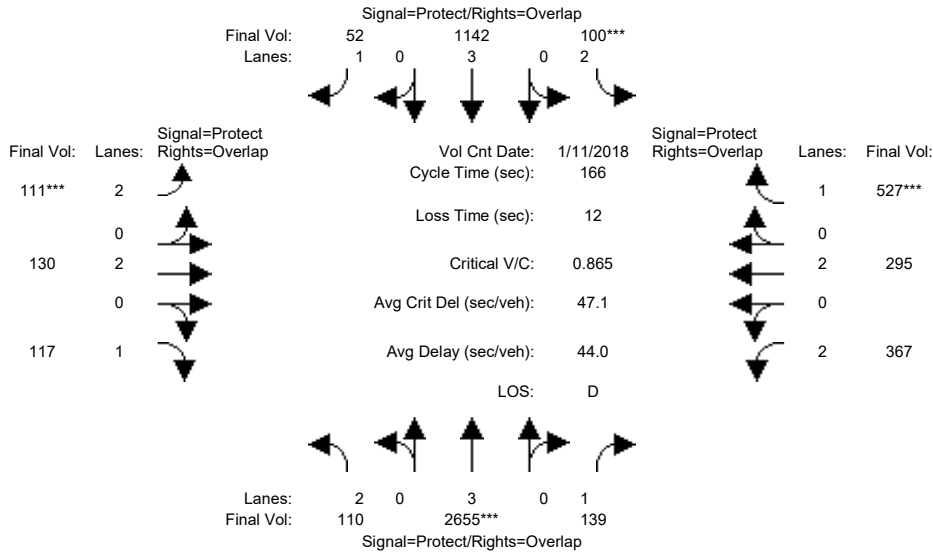 Signal=Protect/Rights=Overlap
Final Vol: 52 1142 100***
Lanes: 1 0 3 0 2
Signal=Protect Signal=Protect
Final Vol: Lanes: Rights=Overlap Vol Cnt Date: 1/11/2018 Rights=Overlap Lanes: Final Vol:
Cycle Time (sec): 166
111*** 2 1 527***
Loss Time (sec): 12
0 0
130 2 Critical V/C: 0.865 2 295
0 Avg Crit Del (sec/veh): 47.1 0
117 1 Avg Delay (sec/veh): 44.0 2 367
LOS: D
Lanes: 2 0 3 0 1
Final Vol: 110 2655*** 139
Signal=Protect/Rights=Overlap